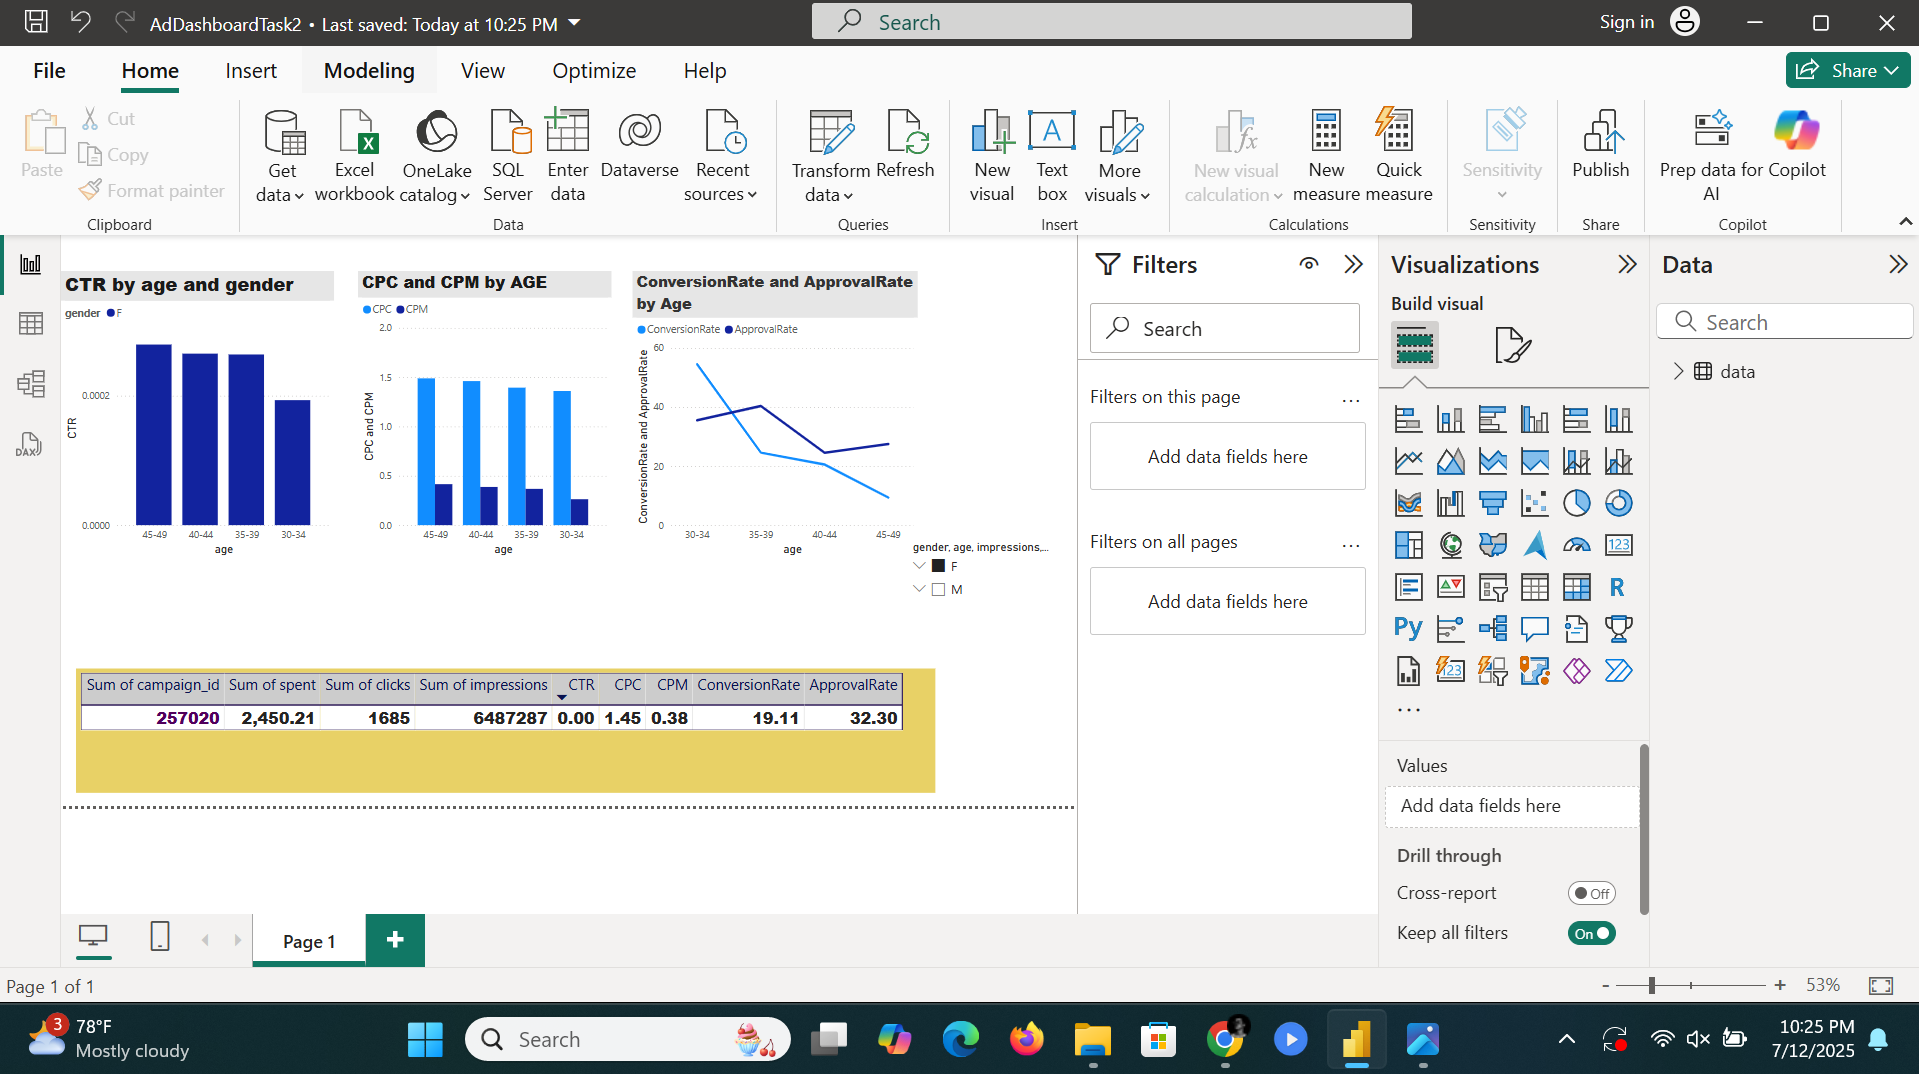 AdDashboardTask2 • Last saved: Today at 10:25 PM
Search
Sign in
File
Home
Insert
Modeling
View
Optimize
Help
Share
Paste
Cut
Copy
Format painter
Clipboard
Get data
Excel workbook
OneLake catalog
SQL Server
Enter data
Dataverse
Recent sources
Data
Transform data
Refresh
Queries
New visual
A
Text box
More visuals
Insert
New visual calculation
New measure
Quick measure
Calculations
Sensitivity
Sensitivity
Publish
Share
Prep data for AI
Copilot
Copilot
DAX
CTR by age and gender
gender F
CTR
0.0002
0.0000
45-49 40-44 35-39 30-34
age
CPC and CPM by AGE
CPC CPM
CPC and CPM
2.0
1.5
1.0
0.5
0.0
45-49 40-44 35-39 30-34
age
ConversionRate and ApprovalRate
by Age
ConversionRate ApprovalRate
ConversionRate and ApprovalRate
60
40
20
0
30-34 35-39 40-44 45-49
age
gender, age, impressions,...
F
M
Sum of campaign_id Sum of spent Sum of clicks Sum of impressions CTR CPC CPM ConversionRate ApprovalRate
257020 2,450.21 1685 6487287 0.00 1.45 0.38 19.11 32.30
Filters
Search
Filters on this page ...
Add data fields here
Filters on all pages ...
Add data fields here
Visualizations
Build visual
123
R
Py
123
...
Values
Add data fields here
Drill through
Cross-report Off
Keep all filters On
Data
Search
data
Page 1
+
Page 1 of 1
- + 53%
3
78°F
Mostly cloudy
Search
10:25 PM
7/12/2025